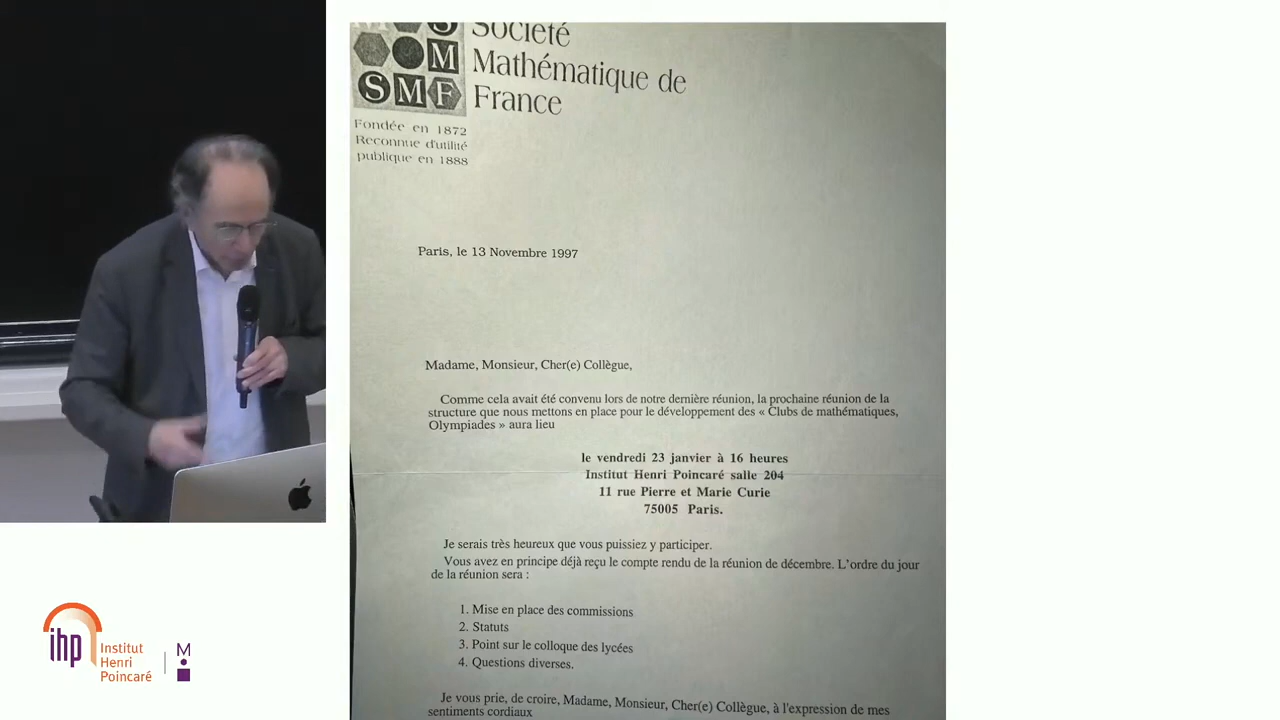 S
M
SMF
Société
Mathématique de
France
Fondée en 1872
Reconnue d'utilité
publique en 1888
Paris, le 13 Novembre 1997
Madame, Monsieur, Cher(e) Collègue,
Comme cela avait été convenu lors de notre dernière réunion, la prochaine réunion de la
structure que nous mettons en place pour le développement des « Clubs de mathématiques,
Olympiades » aura lieu
le vendredi 23 janvier à 16 heures
Institut Henri Poincaré salle 204
11 rue Pierre et Marie Curie
75005 Paris.
Je serais très heureux que vous puissiez y participer.
Vous avez en principe déjà reçu le compte rendu de la réunion de décembre. L'ordre du jour
de la réunion sera :
1. Mise en place des commissions
2. Statuts
3. Point sur le colloque des lycées
4. Questions diverses.
Je vous prie, de croire, Madame, Monsieur, Cher(e) Collègue, à l'expression de mes
sentiments cordiaux
ihp
Institut
Henri
Poincaré
M